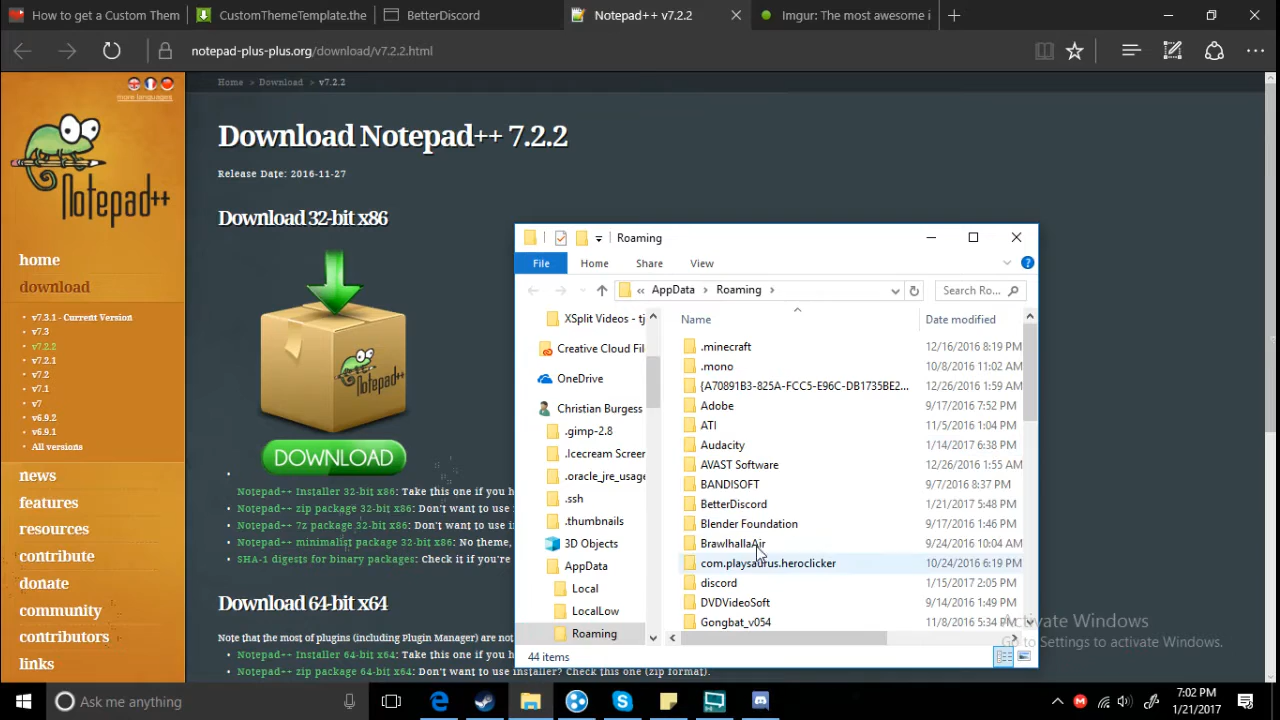 How to get a Custom Them
CustomThemeTemplate.the
BetterDiscord
Notepad++ v7.2.2
Imgur: The most awesome i
notepad-plus-plus.org/download/v7.2.2.html
more languages
Notepad++
home
download
v7.3.1 - Current Version
v7.3
v7.2.2
v7.2.1
v7.2
v7.1
v7
v6.9.2
v6.9.1
All versions
news
features
resources
contribute
donate
community
contributors
links
Home > Download > v7.2.2
Download Notepad++ 7.2.2
Release Date: 2016-11-27
Download 32-bit x86
Notepad++
DOWNLOAD
Notepad++ Installer 32-bit x86: Take this one if you h
Notepad++ zip package 32-bit x86: Don't want to use
Notepad++ 7z package 32-bit x86: Don't want to use i
Notepad++ minimalist package 32-bit x86: No theme,
SHA-1 digests for binary packages: Check it if you're
Download 64-bit x64
Note that the most of plugins (including Plugin Manager) are not
Notepad++ Installer 64-bit x64: Take this one if you h
Notepad++ zip package 64-bit x64: Don't want to use installer? Check this one (zip format).
Roaming
File Home Share View
« AppData > Roaming >
Search Ro...
XSplit Videos - tj
Creative Cloud Fil
OneDrive
Christian Burgess
.gimp-2.8
.Icecream Screer
.oracle_jre_usage
.ssh
.thumbnails
3D Objects
AppData
Local
LocalLow
Roaming
Name Date modified
.minecraft 12/16/2016 8:19 PM
.mono 10/8/2016 11:02 AM
{A70891B3-825A-FCC5-E96C-DB1735BE2... 12/26/2016 1:59 AM
Adobe 9/17/2016 7:52 PM
ATI 11/5/2016 1:04 PM
Audacity 1/14/2017 6:38 PM
AVAST Software 12/26/2016 1:55 AM
BANDISOFT 9/7/2016 8:37 PM
BetterDiscord 1/21/2017 5:48 PM
Blender Foundation 9/17/2016 1:46 PM
BrawlhallaAir 9/24/2016 10:04 AM
com.playsaurus.heroclicker 10/24/2016 6:19 PM
discord 1/15/2017 2:05 PM
DVDVideoSoft 9/14/2016 1:49 PM
Gongbat_v054 11/8/2016 5:34 PM
44 items
Activate Windows
Go to Settings to activate Windows.
Ask me anything
7:02 PM
1/21/2017